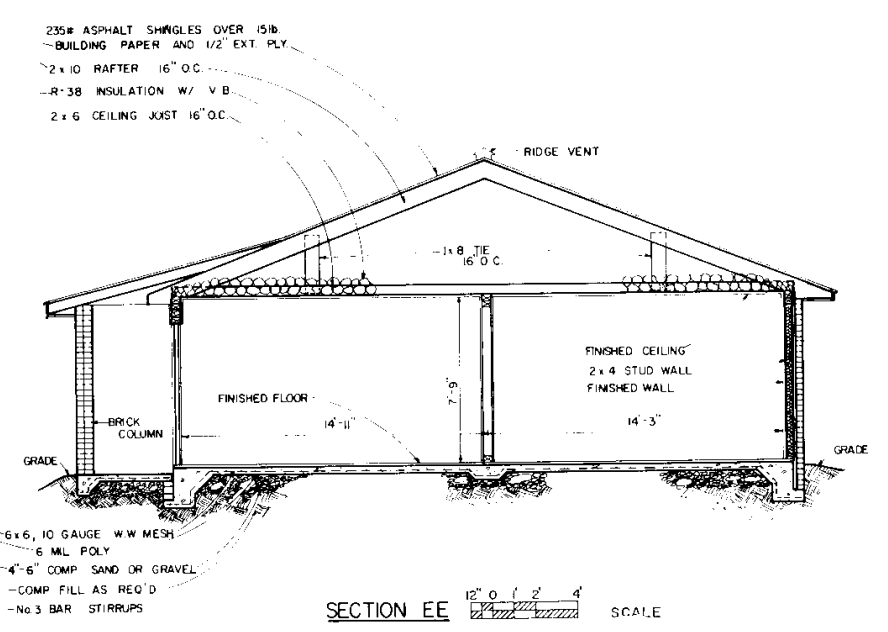 235# ASPHALT SHINGLES OVER 15lb.
BUILDING PAPER AND 1/2" EXT. PLY.
2 x 10 RAFTER 16" O.C.
R-38 INSULATION W/ V B.
2 x 6 CEILING JOIST 16" O.C.
RIDGE VENT
1x 8 TIE
16" O.C.
FINISHED CEILING
2 x 4 STUD WALL
FINISHED WALL
7'-9"
FINISHED FLOOR
14'-11"
14'-3"
BRICK
COLUMN
GRADE
GRADE
6x6, 10 GAUGE W.W MESH
6 MIL POLY
4"-6" COMP SAND OR GRAVEL
COMP FILL AS REQ'D
No.3 BAR STIRRUPS
SECTION EE
12" 0 1' 2' 4'
SCALE